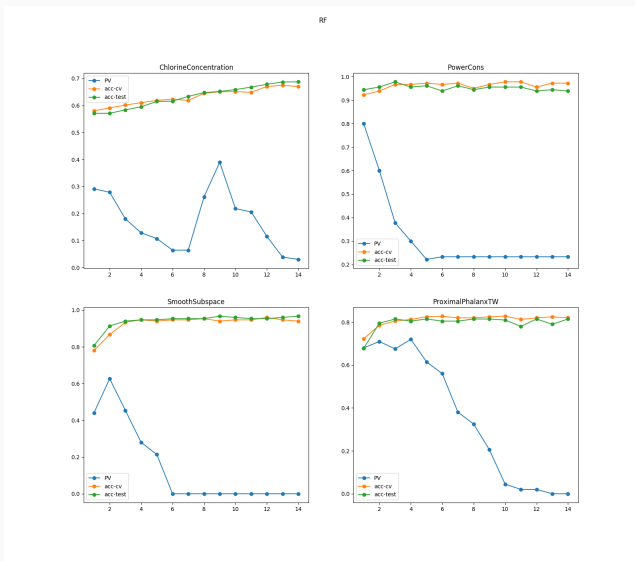 RF
ChlorineConcentration
0.7
0.6
0.5
0.4
0.3
0.2
0.1
0.0
PV
acc-cv
acc-test
2 4 6 8 10 12 14
PowerCons
1.0
0.9
0.8
0.7
0.6
0.5
0.4
0.3
0.2
PV
acc-cv
acc-test
2 4 6 8 10 12 14
SmoothSubspace
1.0
0.8
0.6
0.4
0.2
0.0
PV
acc-cv
acc-test
2 4 6 8 10 12 14
ProximalPhalanxTW
0.8
0.6
0.4
0.2
0.0
PV
acc-cv
acc-test
2 4 6 8 10 12 14